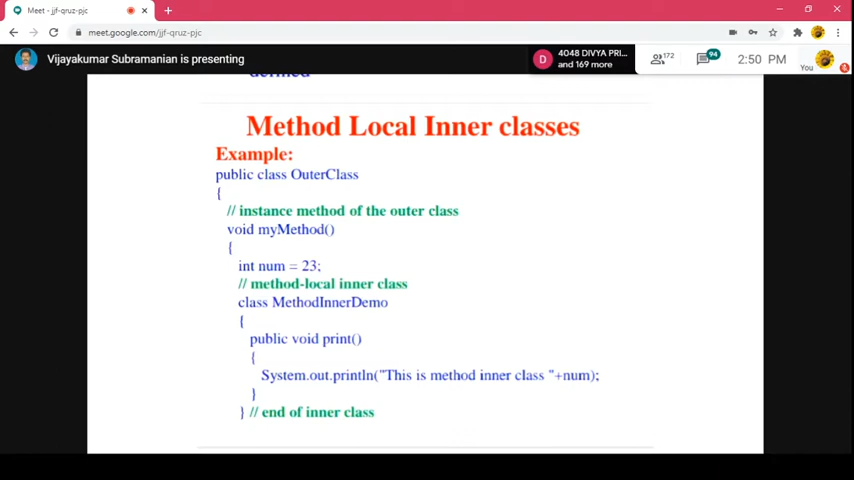 Meet - jjf-qruz-pjc
meet.google.com/jjf-qruz-pjc
Vijayakumar Subramanian is presenting
D
4048 DIVYA PRI...
and 169 more
172
94
2:50 PM
You
defined
Method Local Inner classes
Example:
public class OuterClass
{
// instance method of the outer class
void myMethod()
{
int num = 23;
// method-local inner class
class MethodInnerDemo
{
public void print()
{
System.out.println("This is method inner class "+num);
}
} // end of inner class